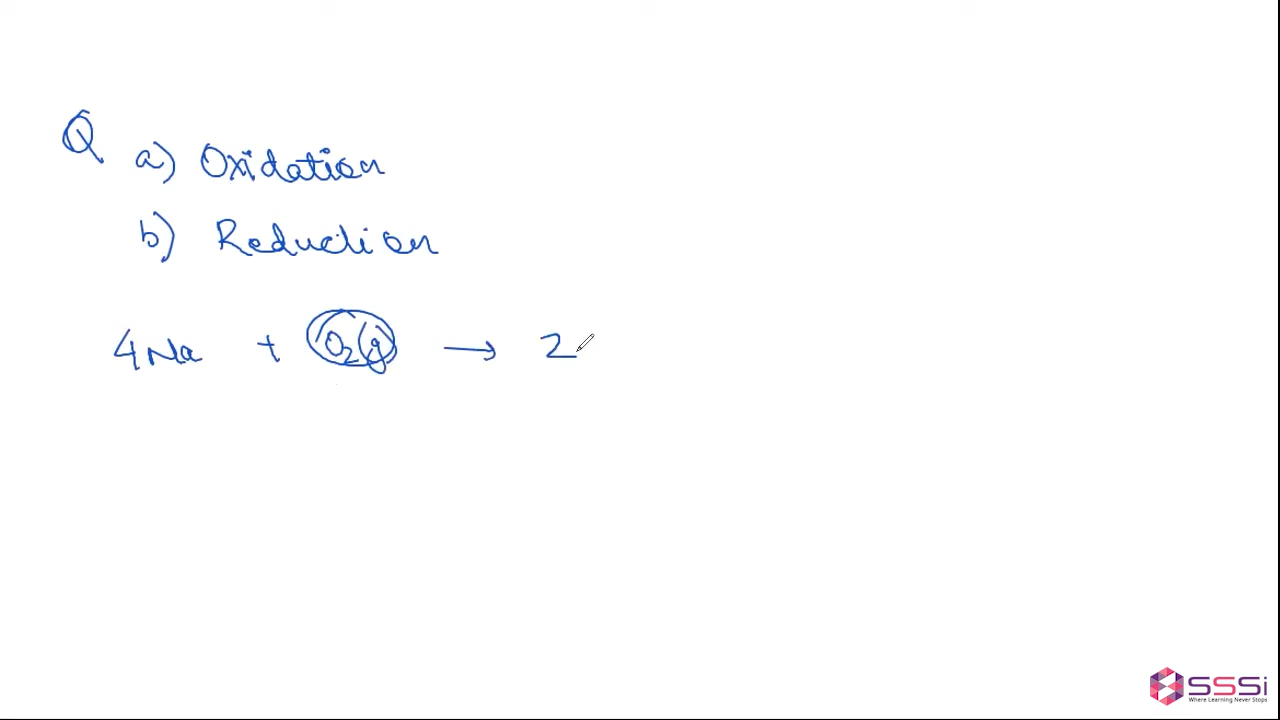 Q a) Oxidation
b) Reduction
4Na + O₂(g) → 2
SSSi
Where Learning Never Stops